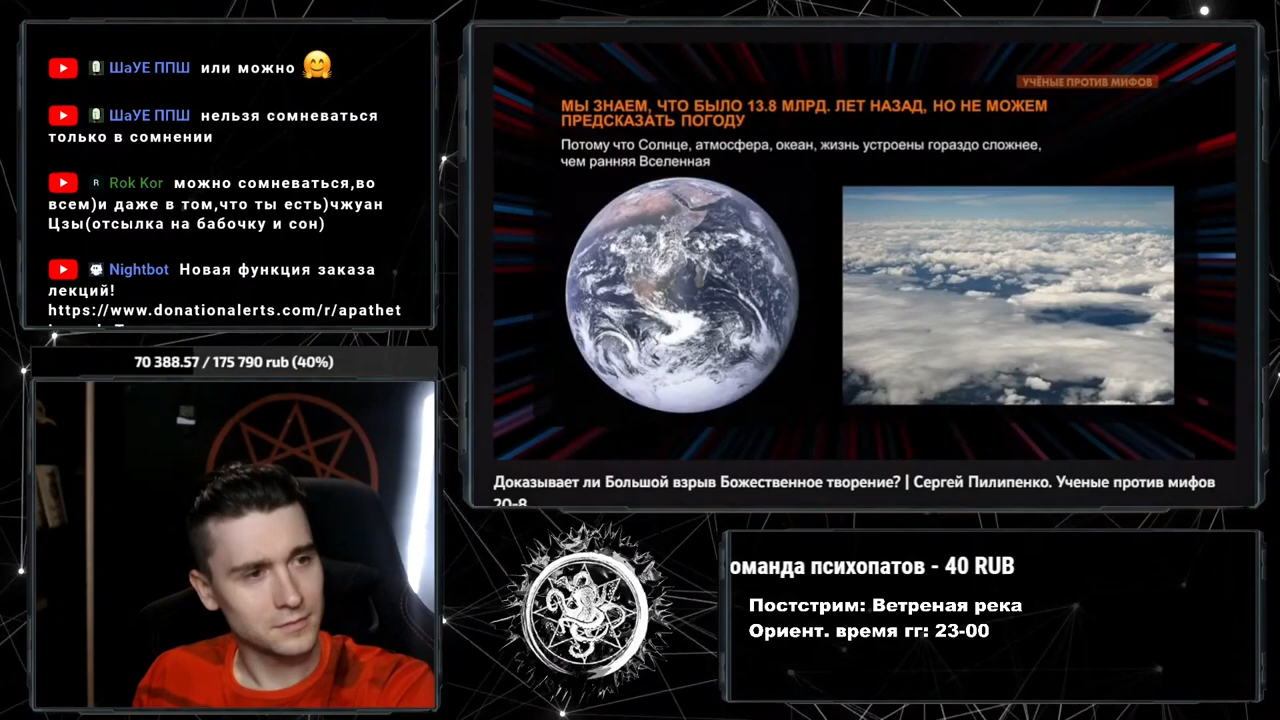 ШаУЕ ППШ или можно
ШаУЕ ППШ нельзя сомневаться
только в сомнении
R Rok Kor можно сомневаться,во
всем)и даже в том,что ты есть)чжуан
Цзы(отсылка на бабочку и сон)
Nightbot Новая функция заказа
лекций!
https://www.donationalerts.com/r/apathet
70 388.57 / 175 790 rub (40%)
УЧЁНЫЕ ПРОТИВ МИФОВ
МЫ ЗНАЕМ, ЧТО БЫЛО 13.8 МЛРД. ЛЕТ НАЗАД, НО НЕ МОЖЕМ
ПРЕДСКАЗАТЬ ПОГОДУ
Потому что Солнце, атмосфера, океан, жизнь устроены гораздо сложнее,
чем ранняя Вселенная
Доказывает ли Большой взрыв Божественное творение? | Сергей Пилипенко. Ученые против мифов
20-8
оманда психопатов - 40 RUB
Постстрим: Ветреная река
Ориент. время гг: 23-00